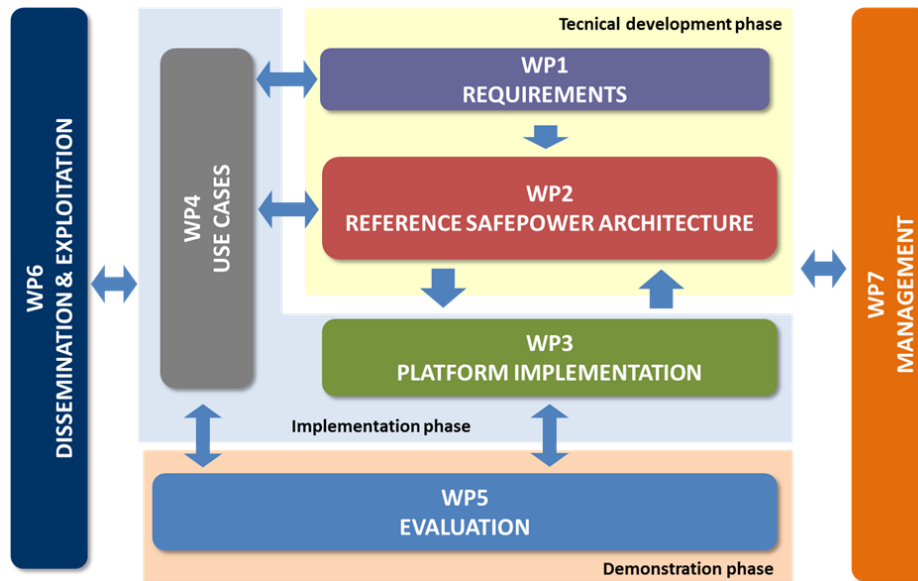 Tecnical development phase
WP1
REQUIREMENTS
WP2
REFERENCE SAFEPOWER ARCHITECTURE
WP3
PLATFORM IMPLEMENTATION
WP4
USE CASES
Implementation phase
WP5
EVALUATION
Demonstration phase
WP6
DISSEMINATION & EXPLOITATION
WP7
MANAGEMENT